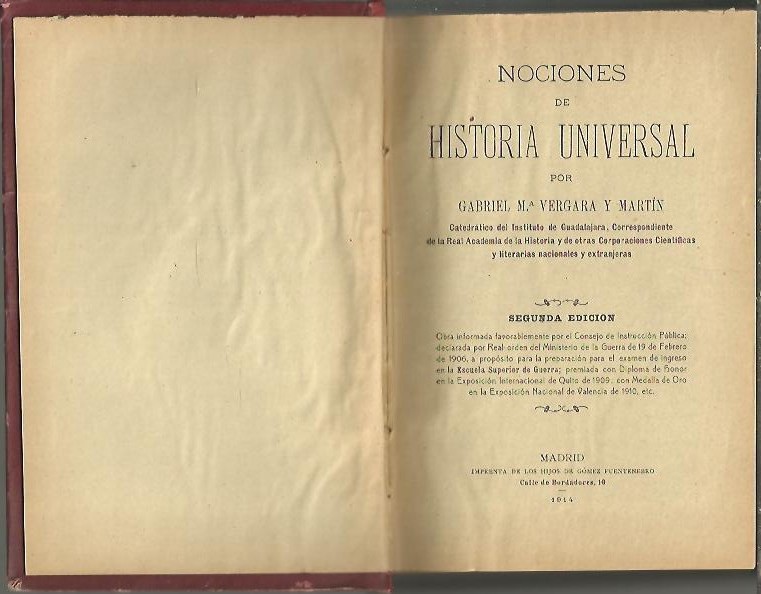 NOCIONES
DE
HISTORIA UNIVERSAL
POR
GABRIEL M.ª VERGARA Y MARTÍN
Catedrático del Instituto de Guadalajara, Correspondiente
de la Real Academia de la Historia y de otras Corporaciones Científicas
y literarias nacionales y extranjeras
SEGUNDA EDICION
Obra informada favorablemente por el Consejo de Instrucción Pública;
declarada por Real orden del Ministerio de la Guerra de 19 de Febrero
de 1906, a propósito para la preparación para el examen de ingreso
en la Escuela Superior de Guerra; premiada con Diploma de Honor
en la Exposición Internacional de Quito de 1909; con Medalla de Oro
en la Exposición Nacional de Valencia de 1910, etc.
MADRID
IMPRENTA DE LOS HIJOS DE GÓMEZ FUENTENEBRO
Calle de Bordadores, 10
1914